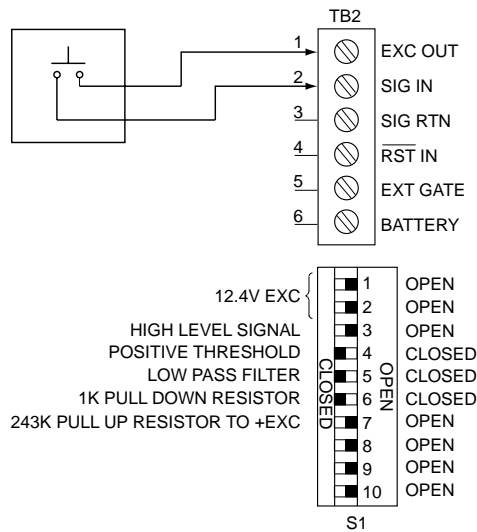 TB2
1 EXC OUT
2 SIG IN
3 SIG RTN
4 RST IN
5 EXT GATE
6 BATTERY
12.4V EXC
1 OPEN
2 OPEN
HIGH LEVEL SIGNAL 3 OPEN
POSITIVE THRESHOLD 4 CLOSED
LOW PASS FILTER 5 CLOSED
1K PULL DOWN RESISTOR 6 CLOSED
243K PULL UP RESISTOR TO +EXC 7 OPEN
8 OPEN
9 OPEN
10 OPEN
CLOSED
OPEN
S1